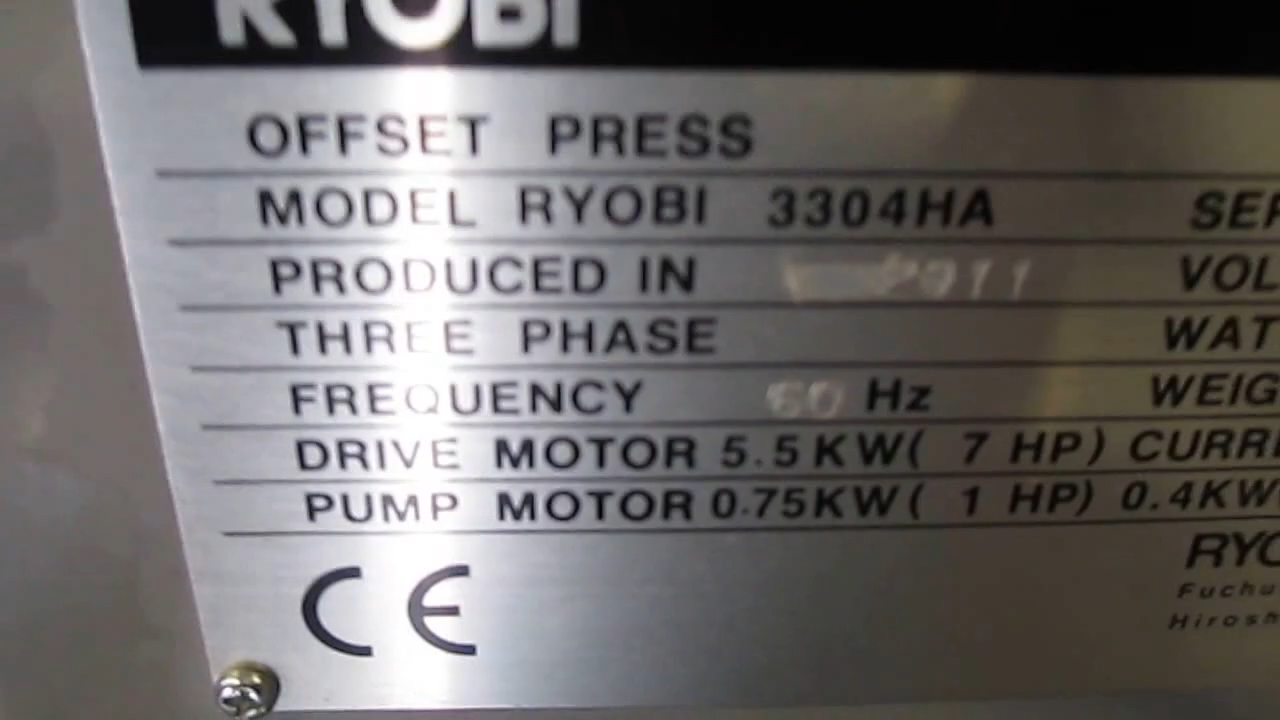 RYOBI
OFFSET PRESS
MODEL RYOBI 3304HA SER
PRODUCED IN 2011 VOL
THREE PHASE WAT
FREQUENCY 60 Hz WEIG
DRIVE MOTOR 5.5KW( 7 HP) CURR
PUMP MOTOR 0.75KW( 1 HP) 0.4KW
CE RYO
Fuchu
Hirosh